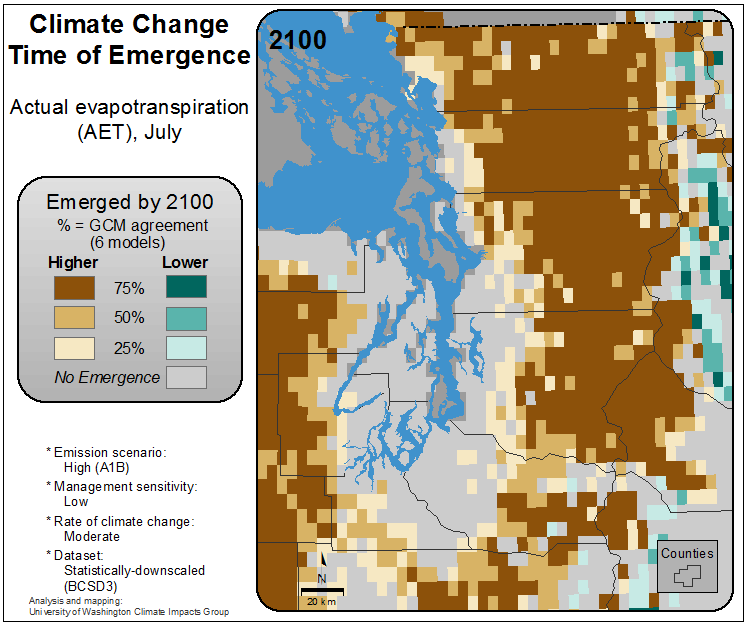 Climate Change
Time of Emergence
Actual evapotranspiration
(AET), July
Emerged by 2100
% = GCM agreement
(6 models)
Higher Lower
75%
50%
25%
No Emergence
* Emission scenario:
High (A1B)
* Management sensitivity:
Low
* Rate of climate change:
Moderate
* Dataset:
Statistically-downscaled
(BCSD3)
Analysis and mapping:
University of Washington Climate Impacts Group
2100
N
20 km
Counties